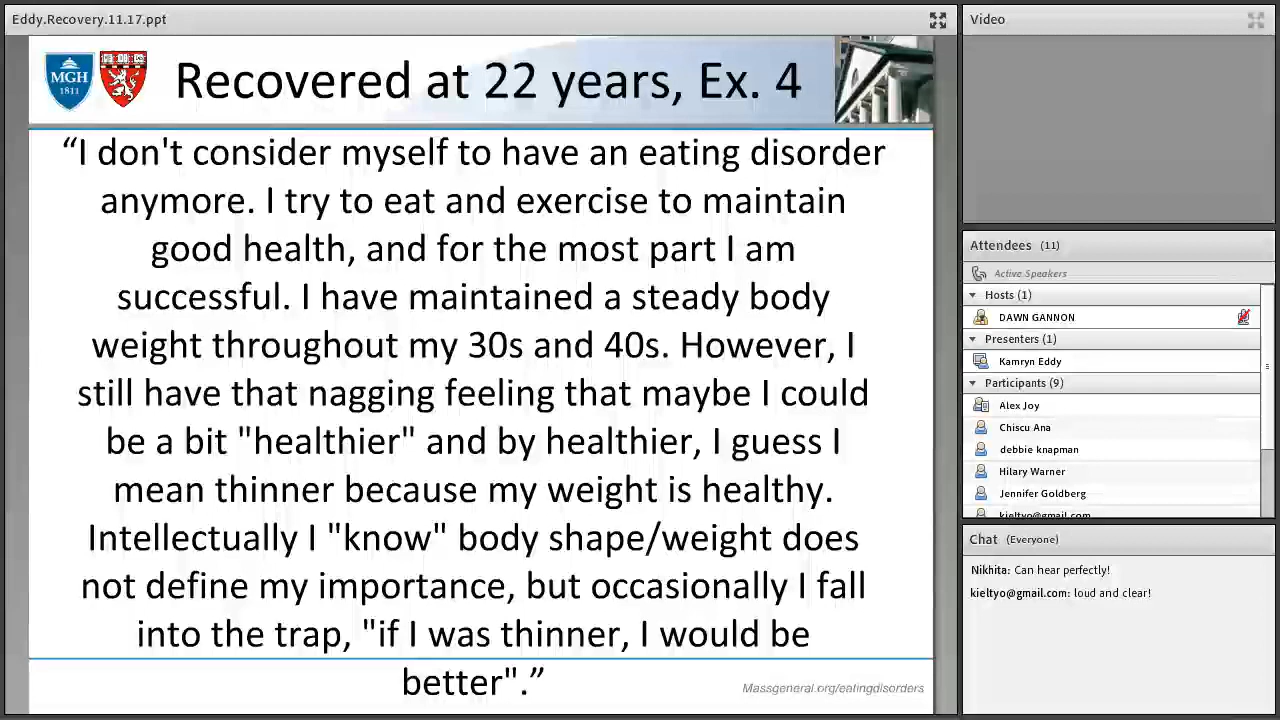 Eddy.Recovery.11.17.ppt
MGH
1811
Recovered at 22 years, Ex. 4
“I don't consider myself to have an eating disorder
anymore. I try to eat and exercise to maintain
good health, and for the most part I am
successful. I have maintained a steady body
weight throughout my 30s and 40s. However, I
still have that nagging feeling that maybe I could
be a bit "healthier" and by healthier, I guess I
mean thinner because my weight is healthy.
Intellectually I "know" body shape/weight does
not define my importance, but occasionally I fall
into the trap, "if I was thinner, I would be
better".”
Massgeneral.org/eatingdisorders
Video
Attendees (11)
Active Speakers
Hosts (1)
DAWN GANNON
Presenters (1)
Kamryn Eddy
Participants (9)
Alex Joy
Chiscu Ana
debbie knapman
Hilary Warner
Jennifer Goldberg
kieltyo@gmail.com
Chat (Everyone)
Nikhita: Can hear perfectly!
kieltyo@gmail.com: loud and clear!